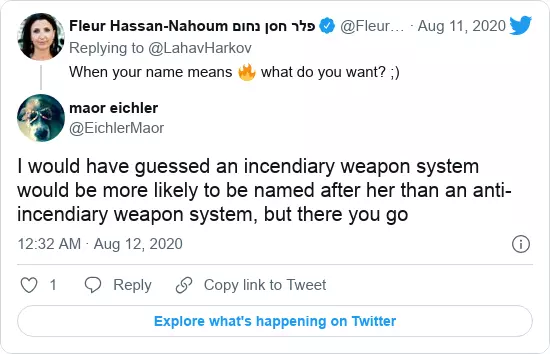 Fleur Hassan-Nahoum פלר חסן נחום @Fleur… · Aug 11, 2020
Replying to @LahavHarkov
When your name means 🔥 what do you want? ;)
maor eichler
@EichlerMaor
I would have guessed an incendiary weapon system
would be more likely to be named after her than an anti-
incendiary weapon system, but there you go
12:32 AM · Aug 12, 2020
1 Reply Copy link to Tweet
Explore what's happening on Twitter